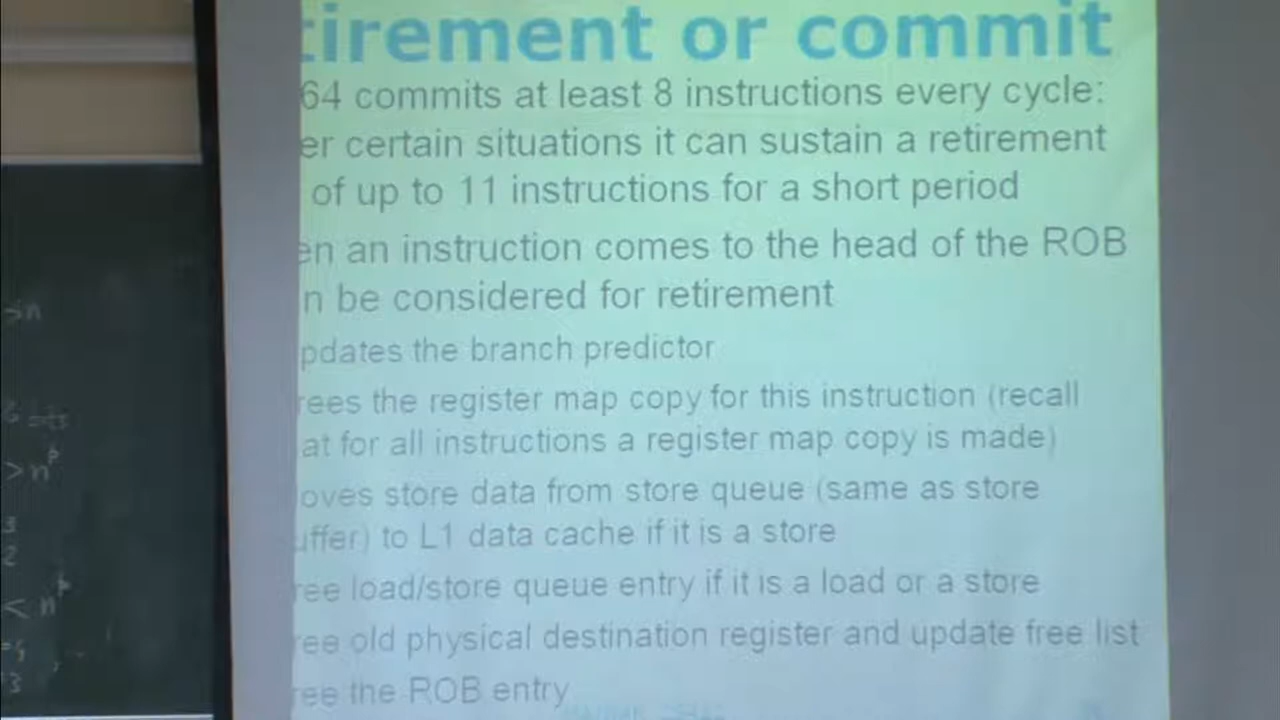 tirement or commit
64 commits at least 8 instructions every cycle:
er certain situations it can sustain a retirement
of up to 11 instructions for a short period
en an instruction comes to the head of the ROB
n be considered for retirement
pdates the branch predictor
rees the register map copy for this instruction (recall
at for all instructions a register map copy is made)
oves store data from store queue (same as store
uffer) to L1 data cache if it is a store
ree load/store queue entry if it is a load or a store
ree old physical destination register and update free list
ree the ROB entry
>n
>n^p
3
2
< n^p
3